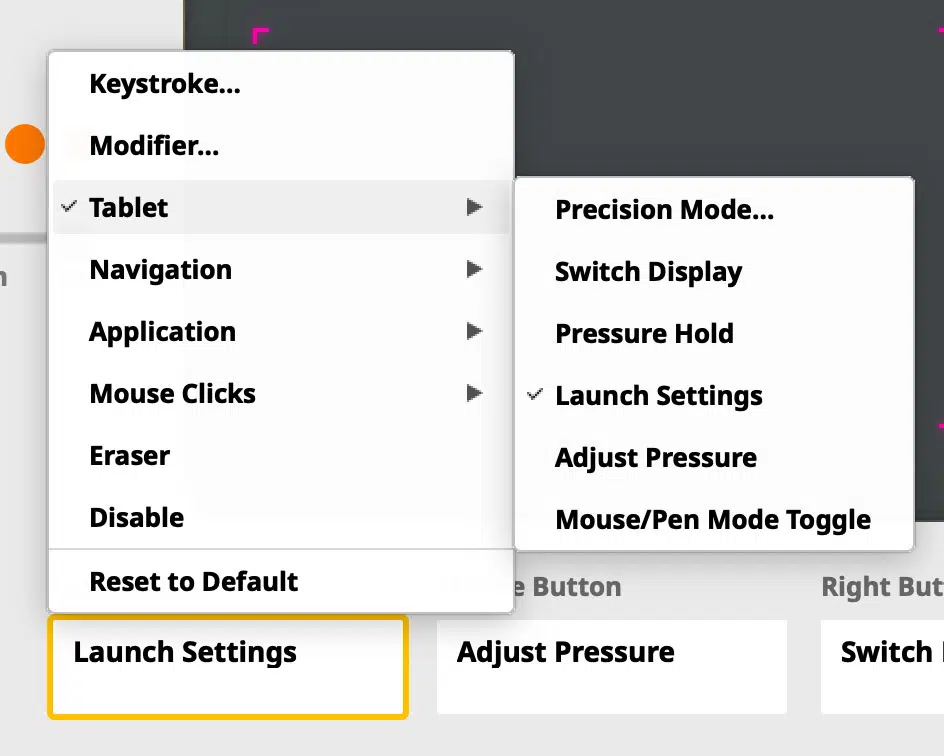 Keystroke...
Modifier...
Tablet
Navigation
Application
Mouse Clicks
Eraser
Disable
Reset to Default
Precision Mode...
Switch Display
Pressure Hold
Launch Settings
Adjust Pressure
Mouse/Pen Mode Toggle
Button
Right
Launch Settings
Adjust Pressure
Switch